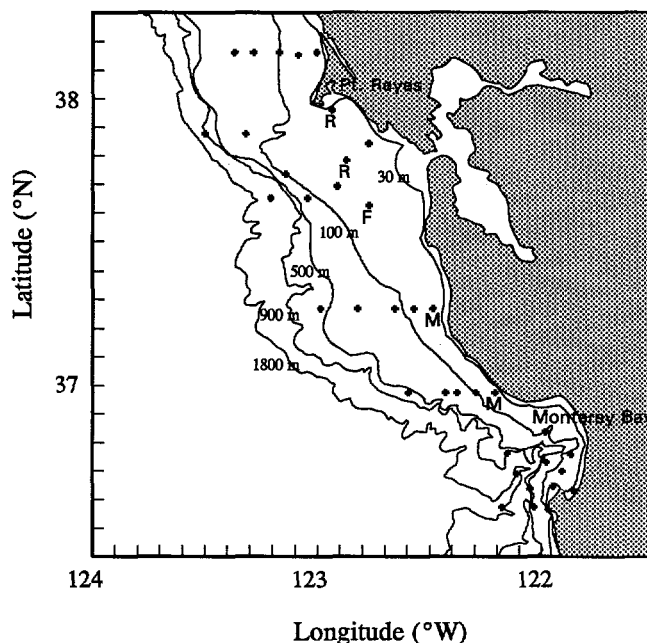 38
Pt. Reyes
R
R
30 m
F
100 m
Latitude (°N)
500 m
900 m
M
1800 m
37
M
Monterey Bay
124
123
122
Longitude (°W)